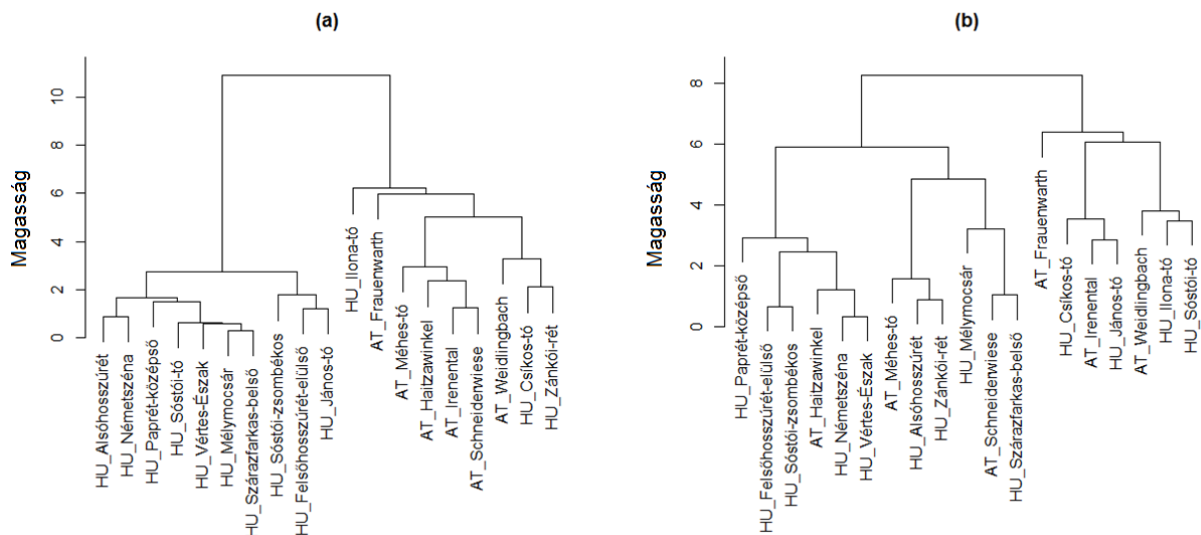 (a)
Magasság
10
8
6
4
2
0
HU_Alsóhosszúrét
HU_Németszéna
HU_Paprét-középső
HU_Sóstói-tó
HU_Vértes-Észak
HU_Mélymocsár
HU_Szárazfarkas-belső
HU_Sóstói-zsombékos
HU_Felsőhosszúrét-elülső
HU_János-tó
HU_Ilona-tó
AT_Frauenwarth
AT_Méhes-tó
AT_Haitzawinkel
AT_Irenental
AT_Schneiderwiese
AT_Weidlingbach
HU_Csíkos-tó
HU_Zánkói-rét
(b)
Magasság
8
6
4
2
0
HU_Paprét-középső
HU_Felsőhosszúrét-elülső
HU_Sóstói-zsombékos
AT_Haitzawinkel
HU_Németszéna
HU_Vértes-Észak
AT_Méhes-tó
HU_Alsóhosszúrét
HU_Zánkói-rét
HU_Mélymocsár
AT_Schneiderwiese
HU_Szárazfarkas-belső
AT_Frauenwarth
HU_Csíkos-tó
AT_Irenental
HU_János-tó
AT_Weidlingbach
HU_Ilona-tó
HU_Sóstói-tó